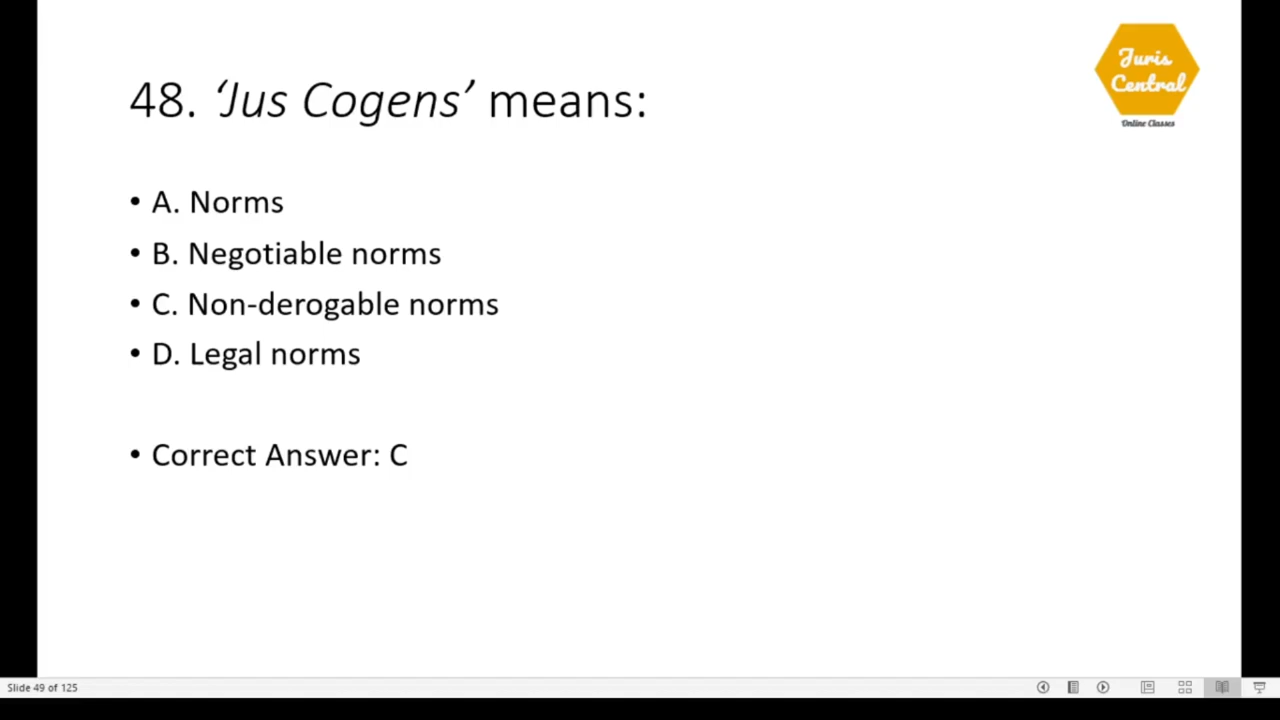 Juris
Central
Online Classes
48. ‘Jus Cogens’ means:
• A. Norms
• B. Negotiable norms
• C. Non-derogable norms
• D. Legal norms
• Correct Answer: C
Slide 49 of 125